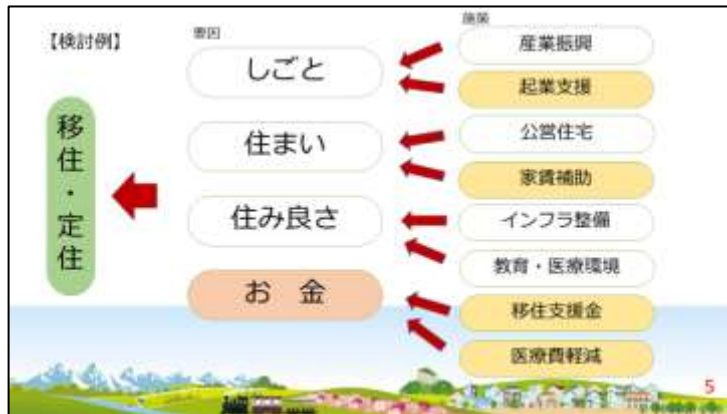 【検討例】
要因
施策
移住・定住
しごと
住まい
住み良さ
お 金
産業振興
起業支援
公営住宅
家賃補助
インフラ整備
教育・医療環境
移住支援金
医療費軽減
5